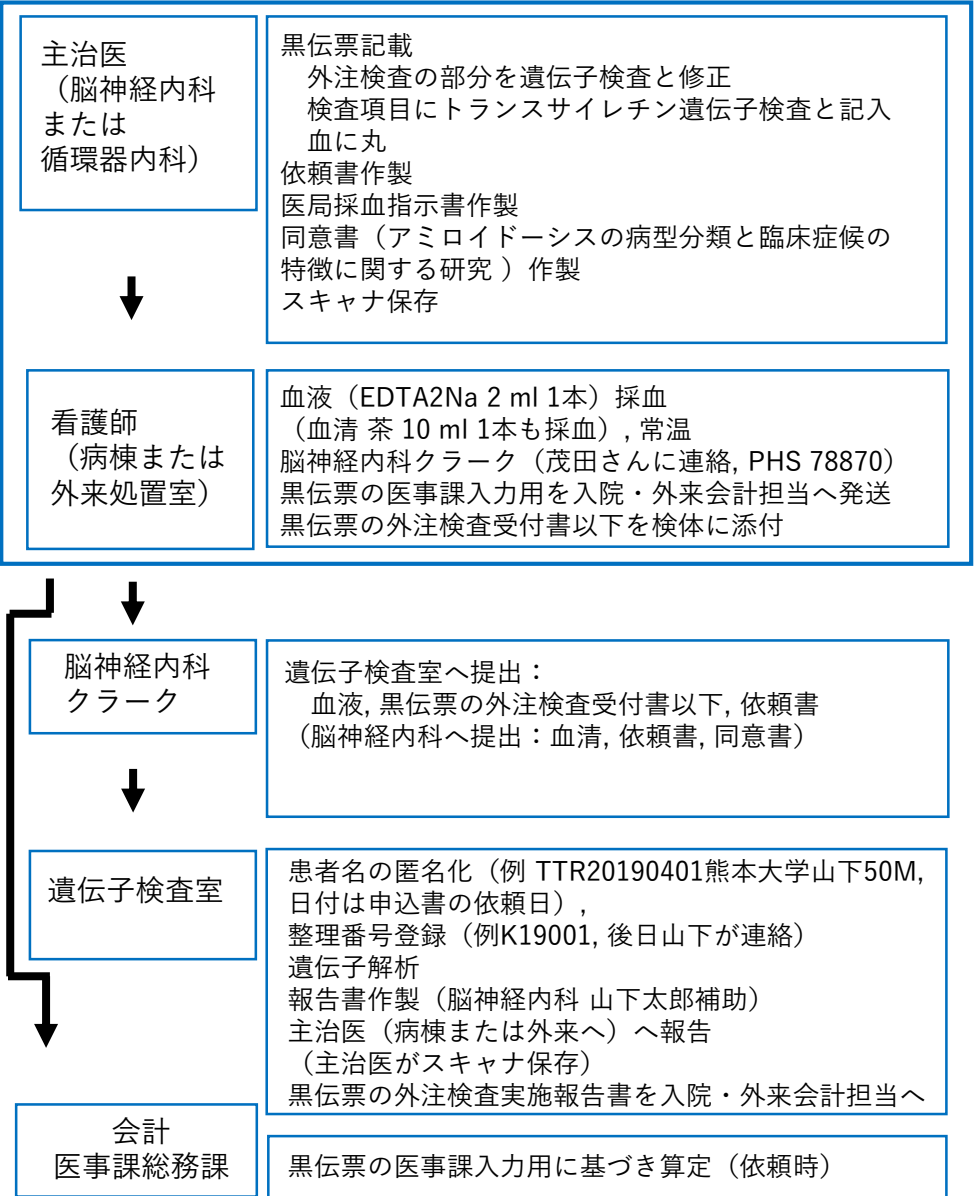 主治医
（脳神経内科
または
循環器内科）
黒伝票記載
外注検査の部分を遺伝子検査と修正
検査項目にトランスサイレチン遺伝子検査と記入
血に丸
依頼書作製
医局採血指示書作製
同意書（アミロイドーシスの病型分類と臨床症候の
特徴に関する研究 ）作製
スキャナ保存
看護師
（病棟または
外来処置室）
血液（EDTA2Na 2 ml 1本）採血
（血清 茶 10 ml 1本も採血）, 常温
脳神経内科クラーク（茂田さんに連絡, PHS 78870）
黒伝票の医事課入力用を入院・外来会計担当へ発送
黒伝票の外注検査受付書以下を検体に添付
脳神経内科
クラーク
遺伝子検査室へ提出：
血液, 黒伝票の外注検査受付書以下, 依頼書
（脳神経内科へ提出：血清, 依頼書, 同意書）
遺伝子検査室
患者名の匿名化（例 TTR20190401熊本大学山下50M,
日付は申込書の依頼日）,
整理番号登録（例K19001, 後日山下が連絡）
遺伝子解析
報告書作製（脳神経内科 山下太郎補助）
主治医（病棟または外来へ）へ報告
（主治医がスキャナ保存）
黒伝票の外注検査実施報告書を入院・外来会計担当へ
会計
医事課総務課
黒伝票の医事課入力用に基づき算定（依頼時）